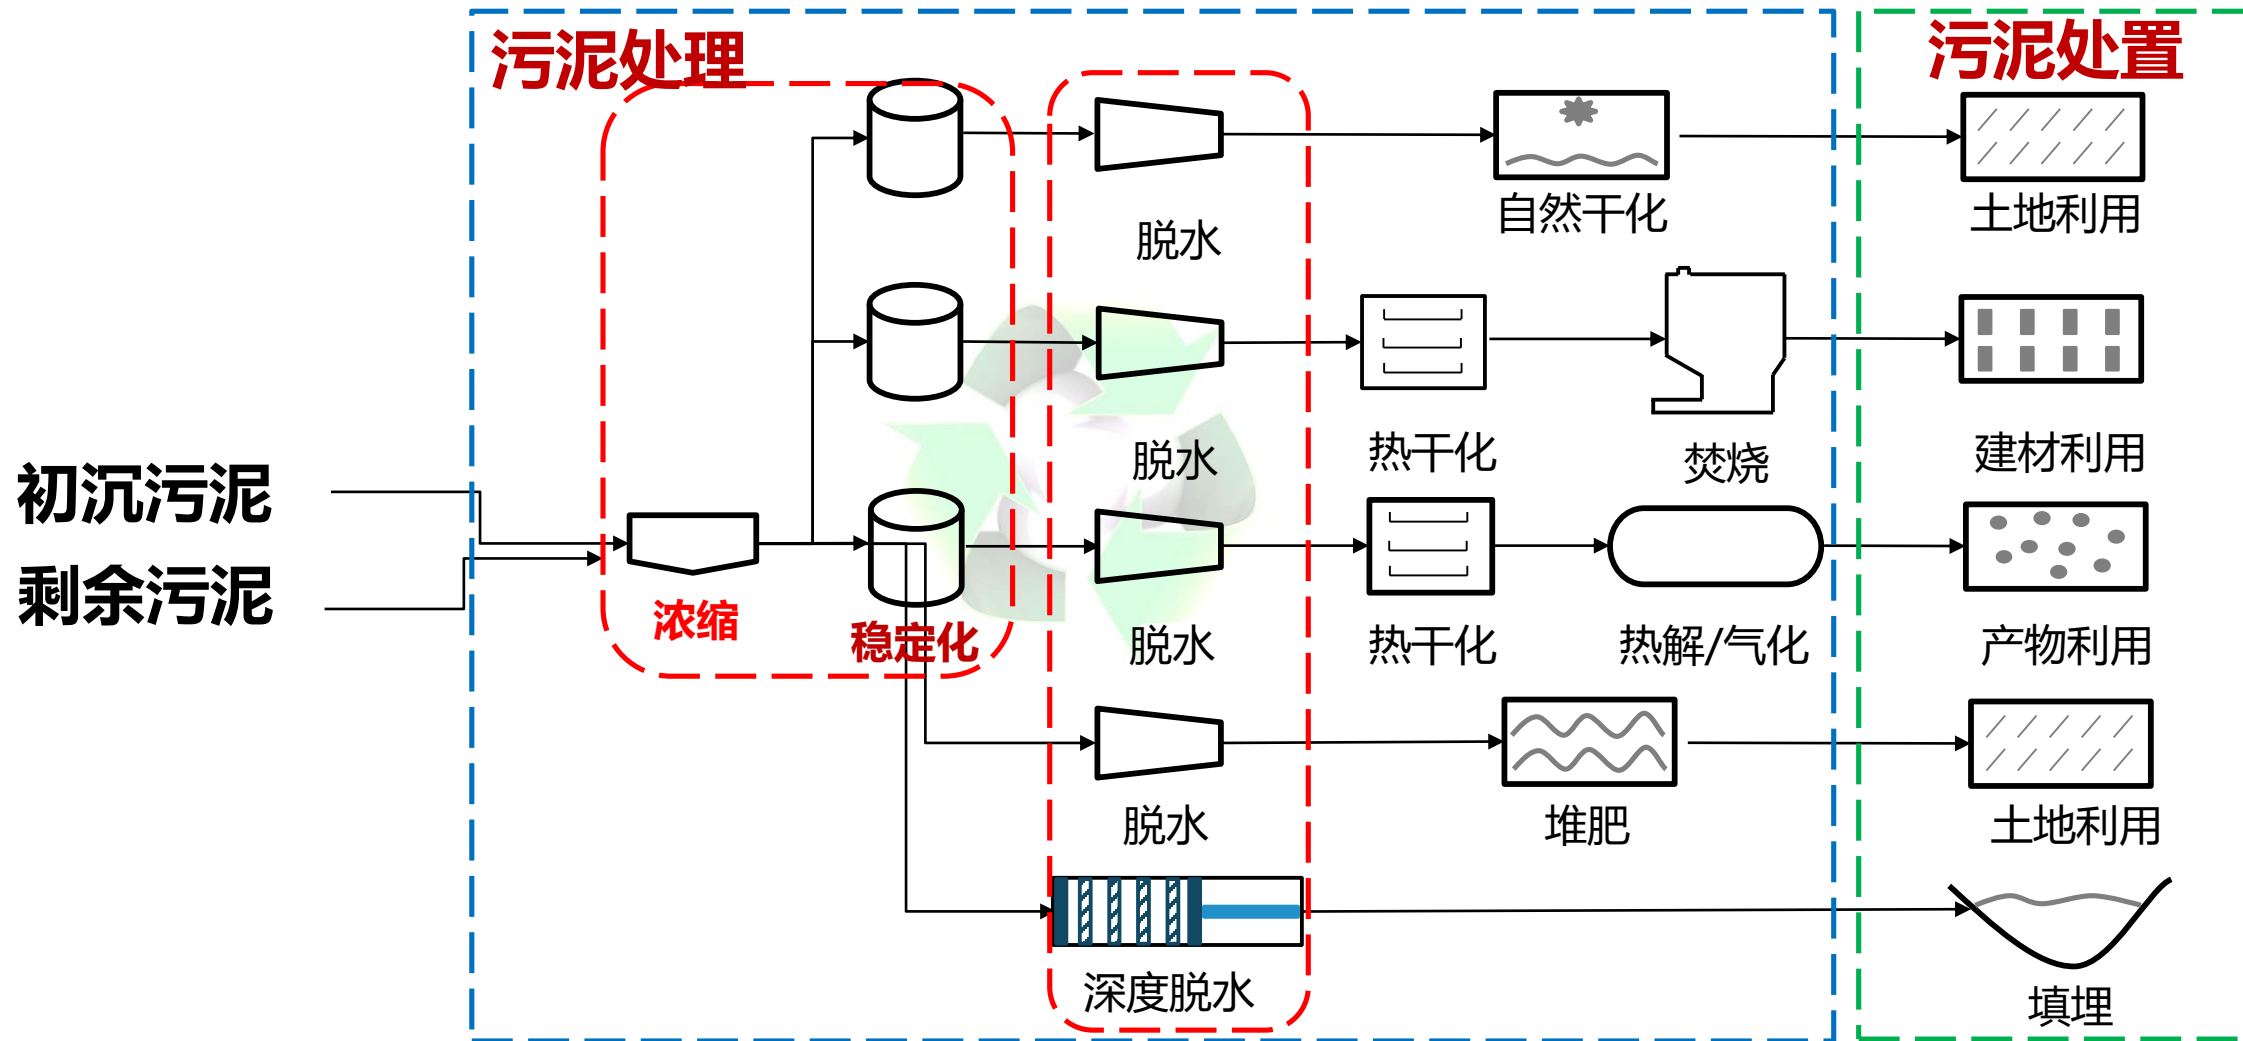 污泥处理
污泥处置
自然干化
土地利用
脱水
脱水
热干化
焚烧
建材利用
初沉污泥
剩余污泥
浓缩
稳定化
脱水
热干化
热解/气化
产物利用
脱水
堆肥
土地利用
深度脱水
填埋